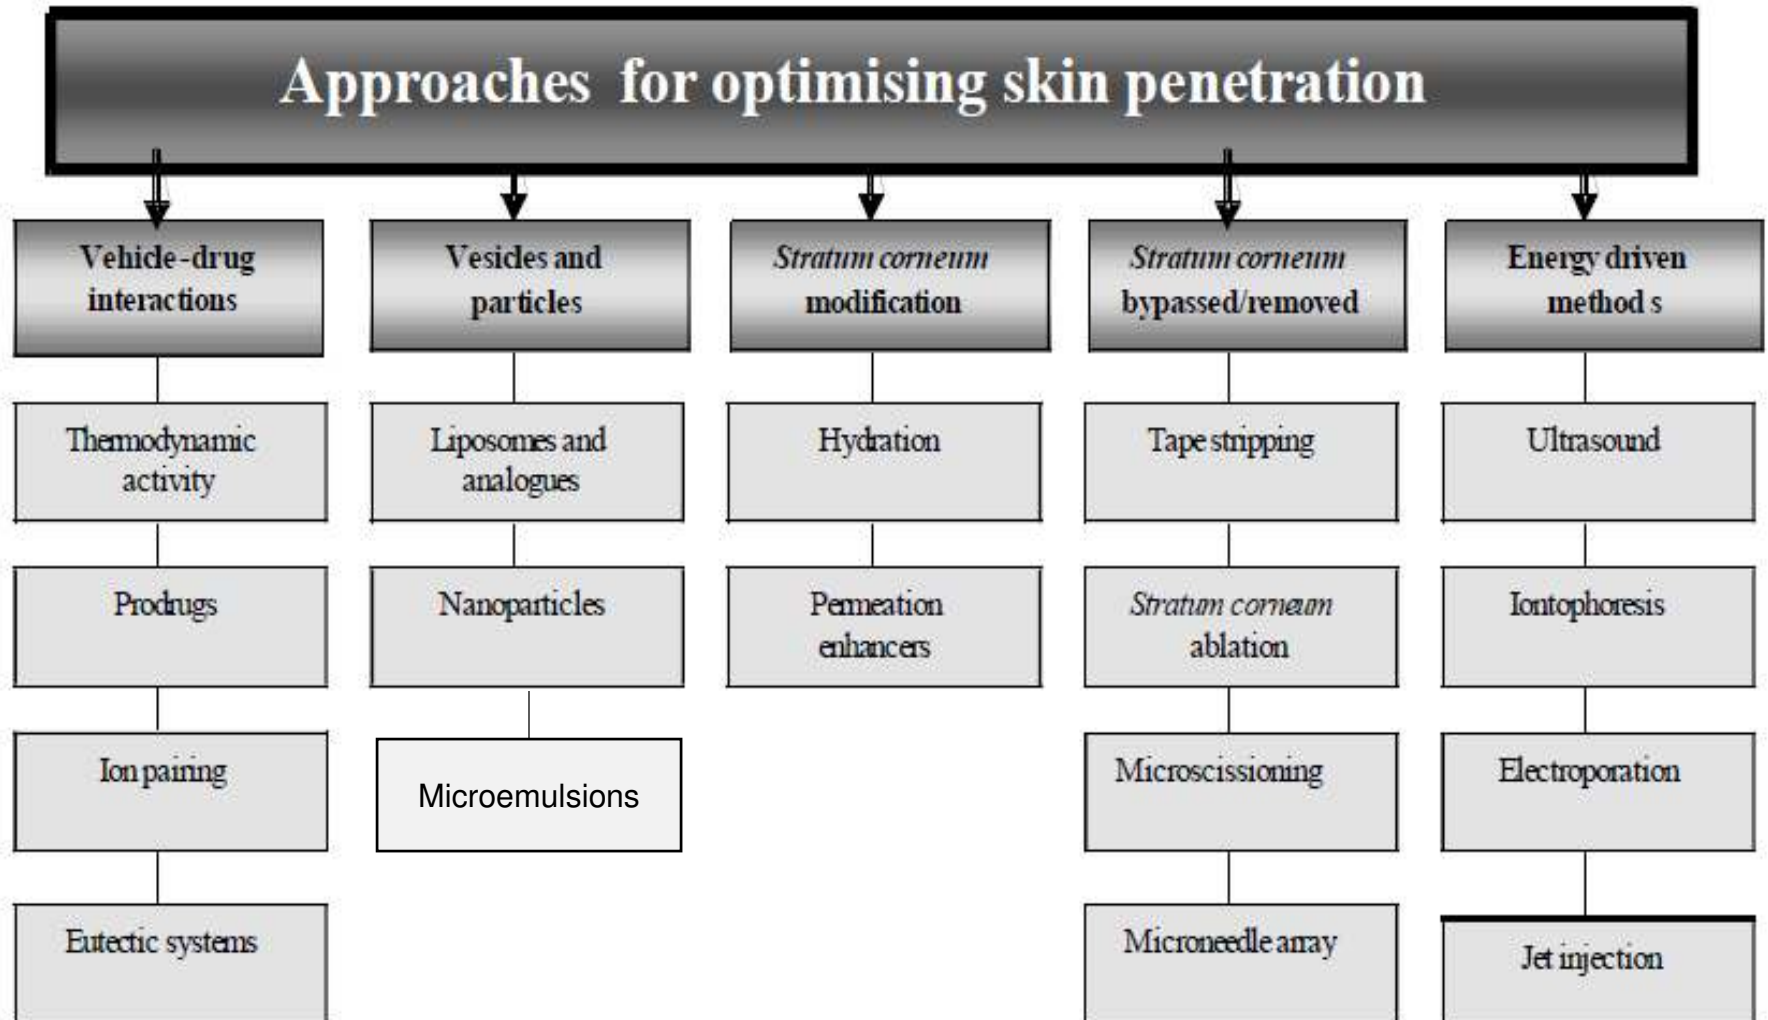 Approaches for optimising skin penetration
Vehicle-drug
interactions
Thermodynamic
activity
Prodrugs
Ion pairing
Eutectic systems
Vesicles and
particles
Liposomes and
analogues
Nanoparticles
Microemulsions
Stratum corneum
modification
Hydration
Permeation
enhancers
Stratum corneum
bypassed/removed
Tape stripping
Stratum corneum
ablation
Microscissioning
Microneedle array
Energy driven
method s
Ultrasound
Iontophoresis
Electroporation
Jet injection